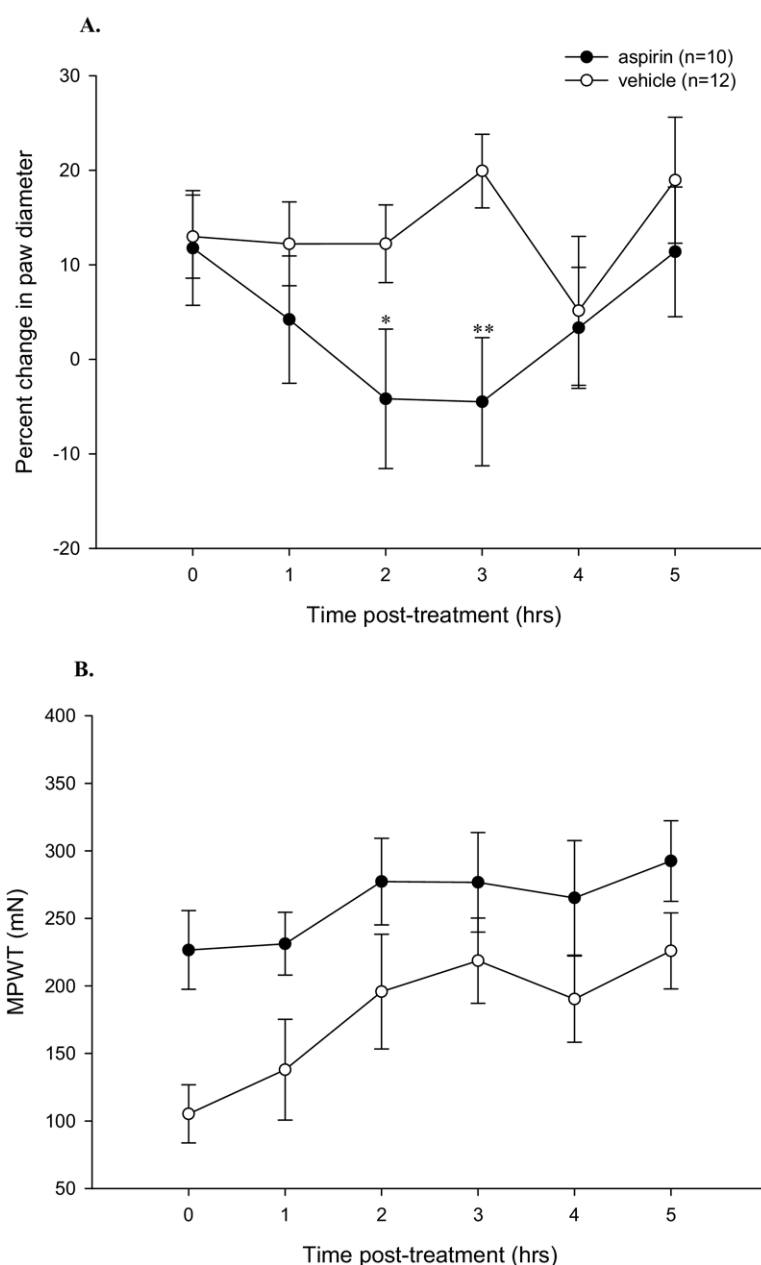 A.
aspirin (n=10)
vehicle (n=12)
30
20
10
0
-10
-20
Percent change in paw diameter
*
**
0 1 2 3 4 5
Time post-treatment (hrs)
B.
400
350
300
250
200
150
100
50
MPWT (mN)
0 1 2 3 4 5
Time post-treatment (hrs)